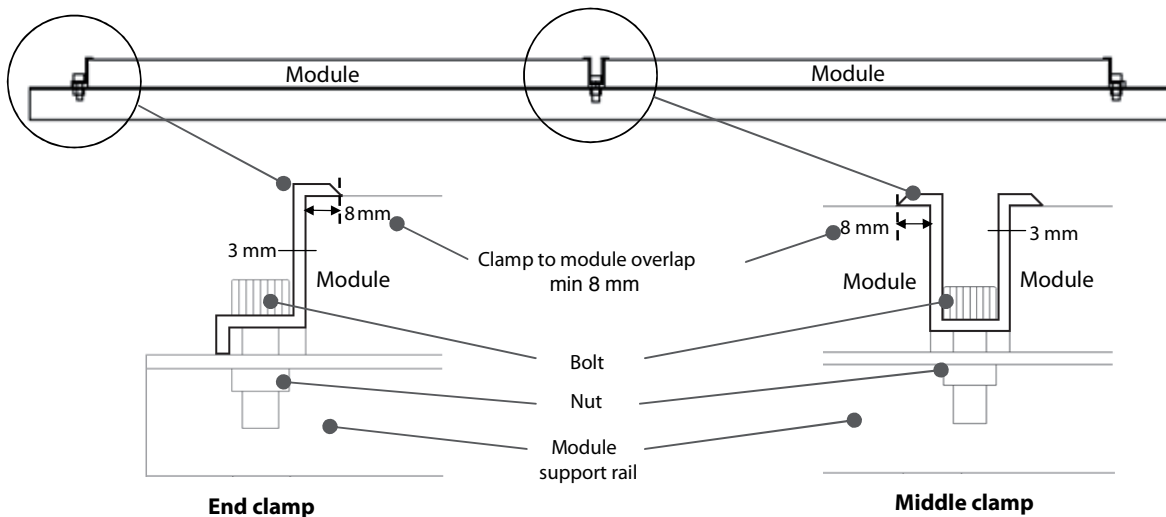 Module
Module
8 mm
3 mm
Module
Clamp to module overlap
min 8 mm
8 mm
3 mm
Module
Module
Bolt
Nut
Module
support rail
End clamp
Middle clamp